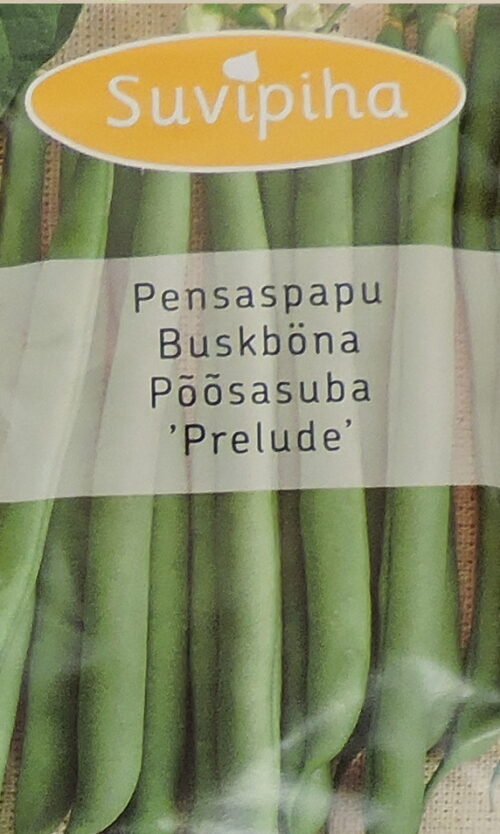 Suvipiha
Pensaspapu
Buskböna
Põõsasuba
'Prelude'